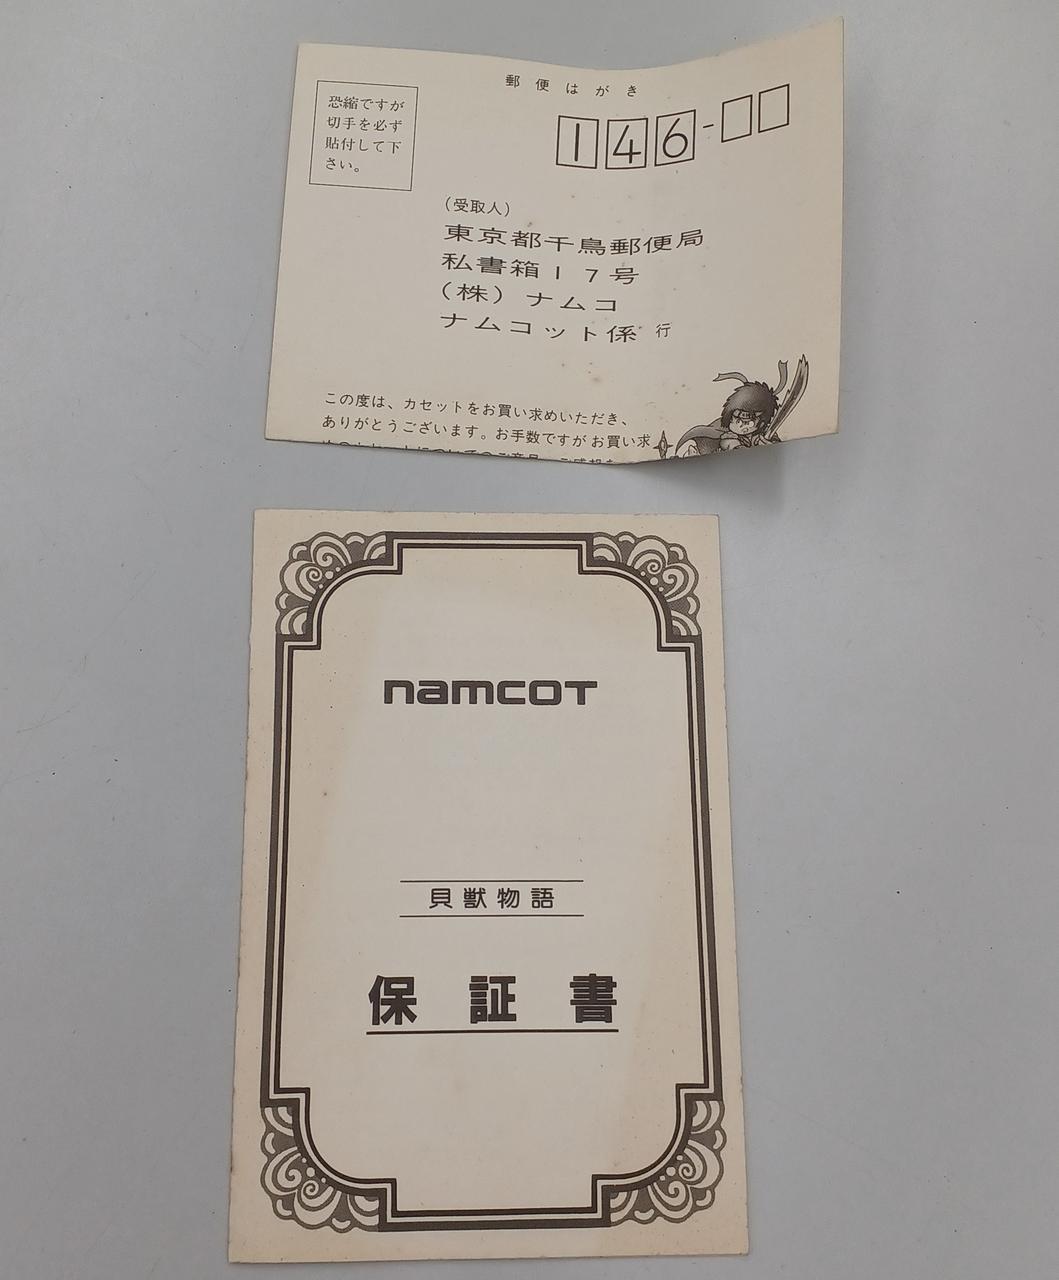 郵便はがき
恐縮ですが
切手を必ず
貼付して下
さい。
146-
(受取人)
東京都千鳥郵便局
私書箱17号
(株)ナムコ
ナムコット係 行
この度は、カセットをお買い求めいただき、
ありがとうございます。お手数ですがお買い求
namcot
貝獣物語
保証書